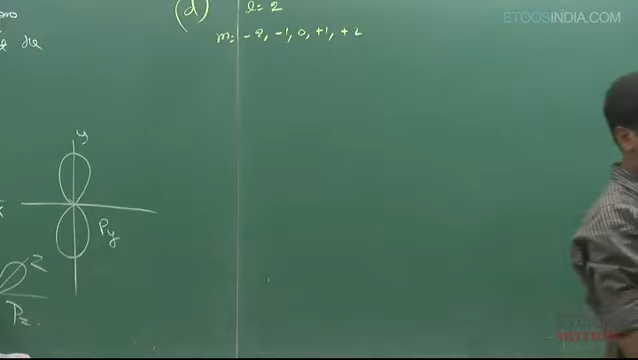 (d) l = 2
m = -2, -1, 0, +1, +2
y
Py
z
Pz
ETOOSINDIA.COM